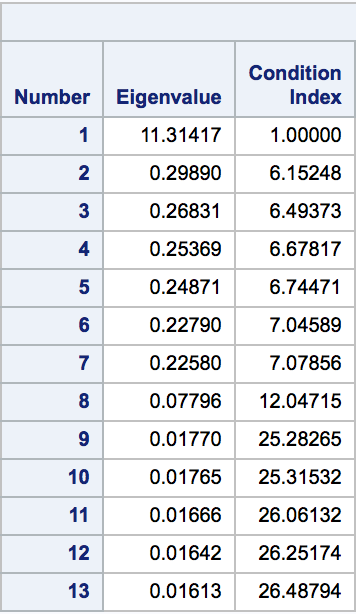 Condition
Number Eigenvalue Index
1 11.31417 1.00000
2 0.29890 6.15248
3 0.26831 6.49373
4 0.25369 6.67817
5 0.24871 6.74471
6 0.22790 7.04589
7 0.22580 7.07856
8 0.07796 12.04715
9 0.01770 25.28265
10 0.01765 25.31532
11 0.01666 26.06132
12 0.01642 26.25174
13 0.01613 26.48794